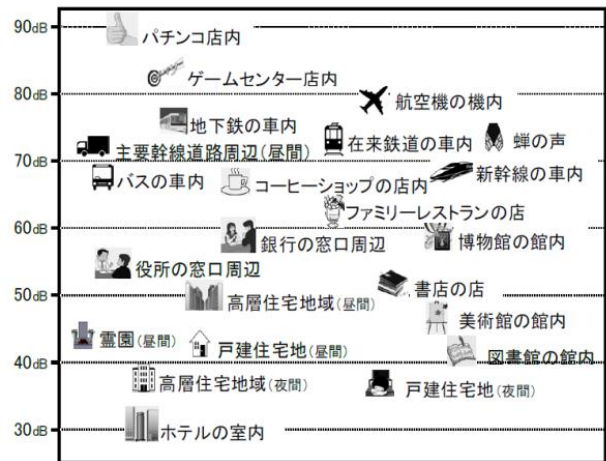 90dB
パチンコ店内
ゲームセンター店内
80dB
航空機の機内
地下鉄の車内
在来鉄道の車内
蝉の声
主要幹線道路周辺(昼間)
70dB
バスの車内
コーヒーショップの店内
新幹線の車内
ファミリーレストランの店
60dB
銀行の窓口周辺
博物館の館内
役所の窓口周辺
書店の店
50dB
高層住宅地域(昼間)
美術館の館内
霊園(昼間)
戸建住宅地(昼間)
図書館の館内
40dB
高層住宅地域(夜間)
戸建住宅地(夜間)
30dB
ホテルの室内